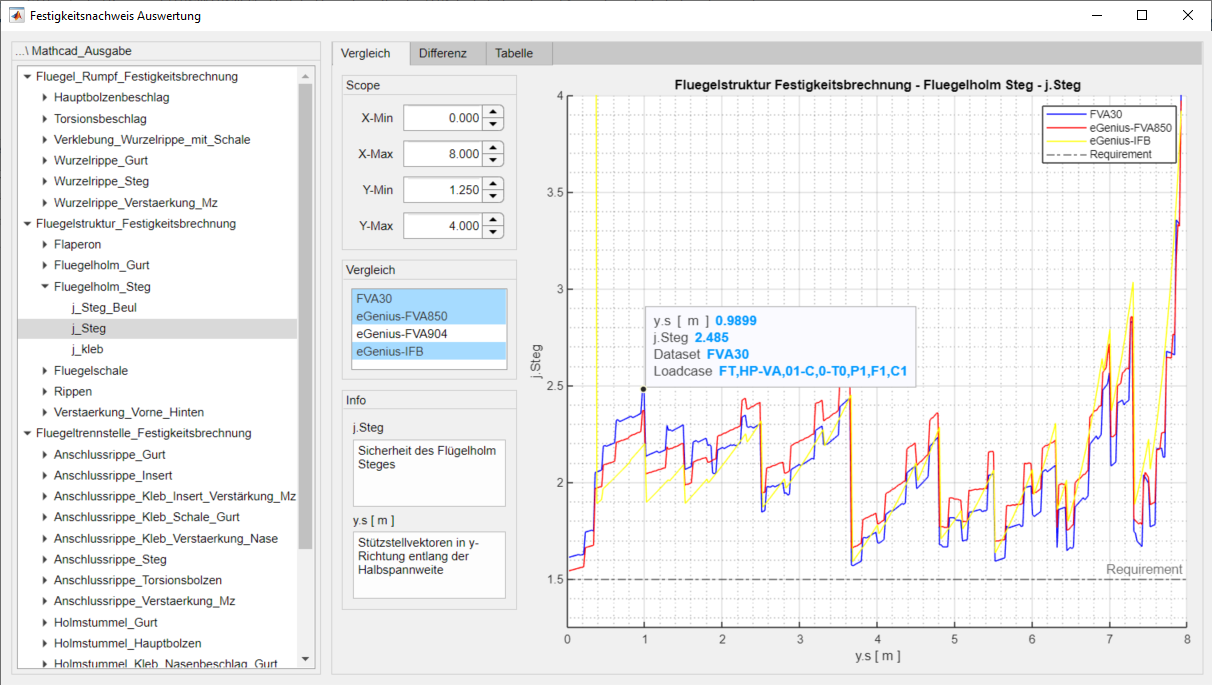 Festigkeitsnachweis Auswertung
...\ Mathcad_Ausgabe
Fluegel_Rumpf_Festigkeitsbrechnung
Hauptbolzenbeschlag
Torsionsbeschlag
Verklebung_Wurzelrippe_mit_Schale
Wurzelrippe_Gurt
Wurzelrippe_Steg
Wurzelrippe_Verstaerkung_Mz
Fluegelstruktur_Festigkeitsbrechnung
Flaperon
Fluegelholm_Gurt
Fluegelholm_Steg
j_Steg_Beul
j_Steg
j_kleb
Fluegelschale
Rippen
Verstaerkung_Vorne_Hinten
Fluegeltrennstelle_Festigkeitsbrechnung
Anschlussrippe_Gurt
Anschlussrippe_Insert
Anschlussrippe_Kleb_Insert_Verstärkung_Mz
Anschlussrippe_Kleb_Schale_Gurt
Anschlussrippe_Kleb_Verstaerkung_Nase
Anschlussrippe_Steg
Anschlussrippe_Torsionsbolzen
Anschlussrippe_Verstaerkung_Mz
Holmstummel_Gurt
Holmstummel_Hauptbolzen
Holmstummel_Kleb_Nasenbeschlag_Gurt
Vergleich
Differenz
Tabelle
Scope
X-Min 0.000
X-Max 8.000
Y-Min 1.250
Y-Max 4.000
Vergleich
FVA30
eGenius-FVA850
eGenius-FVA904
eGenius-IFB
Info
j.Steg
Sicherheit des Flügelholm
Steges
y.s [ m ]
Stützstellvektoren in y-
Richtung entlang der
Halbspannweite
Fluegelstruktur Festigkeitsbrechnung - Fluegelholm Steg - j.Steg
FVA30
eGenius-FVA850
eGenius-IFB
Requirement
4
3.5
3
2.5
2
1.5
j.Steg
y.s [ m ] 0.9899
j.Steg 2.485
Dataset FVA30
Loadcase FT,HP-VA,01-C,0-T0,P1,F1,C1
Requirement
0 1 2 3 4 5 6 7 8
y.s [ m ]